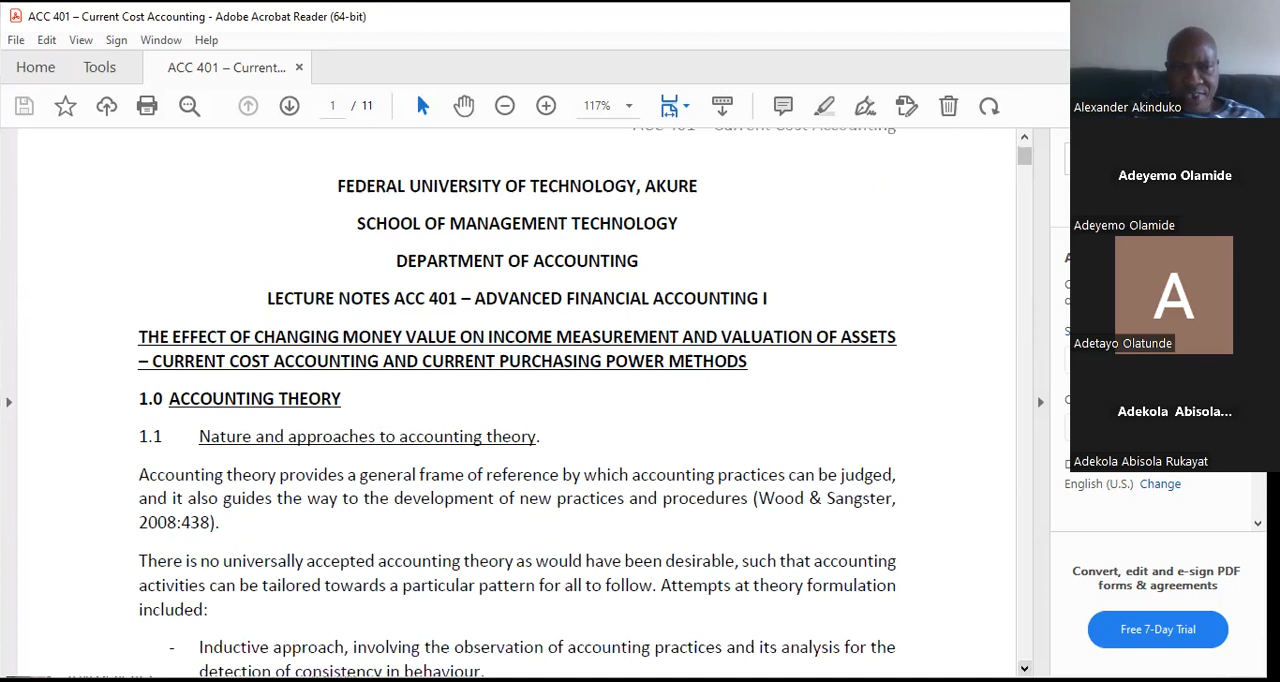 ACC 401 – Current Cost Accounting - Adobe Acrobat Reader (64-bit)
File Edit View Sign Window Help
Home Tools ACC 401 – Current... ×
1 / 11 117%
ACC 401 – Current Cost Accounting
FEDERAL UNIVERSITY OF TECHNOLOGY, AKURE
SCHOOL OF MANAGEMENT TECHNOLOGY
DEPARTMENT OF ACCOUNTING
LECTURE NOTES ACC 401 – ADVANCED FINANCIAL ACCOUNTING I
THE EFFECT OF CHANGING MONEY VALUE ON INCOME MEASUREMENT AND VALUATION OF ASSETS
– CURRENT COST ACCOUNTING AND CURRENT PURCHASING POWER METHODS
1.0 ACCOUNTING THEORY
1.1 Nature and approaches to accounting theory.
Accounting theory provides a general frame of reference by which accounting practices can be judged,
and it also guides the way to the development of new practices and procedures (Wood & Sangster,
2008:438).
There is no universally accepted accounting theory as would have been desirable, such that accounting
activities can be tailored towards a particular pattern for all to follow. Attempts at theory formulation
included:
- Inductive approach, involving the observation of accounting practices and its analysis for the
detection of consistency in behaviour.
Alexander Akinduko
Adeyemo Olamide
Adeyemo Olamide
A
Adetayo Olatunde
Adekola Abisola...
Adekola Abisola Rukayat
English (U.S.) Change
Convert, edit and e-sign PDF
forms & agreements
Free 7-Day Trial